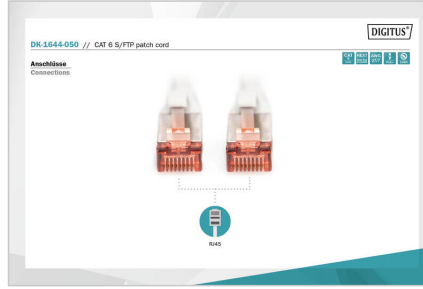 DIGITUS®
DK-1644-050 // CAT 6 S/FTP patch cord
Anschlüsse
Connections
RJ45